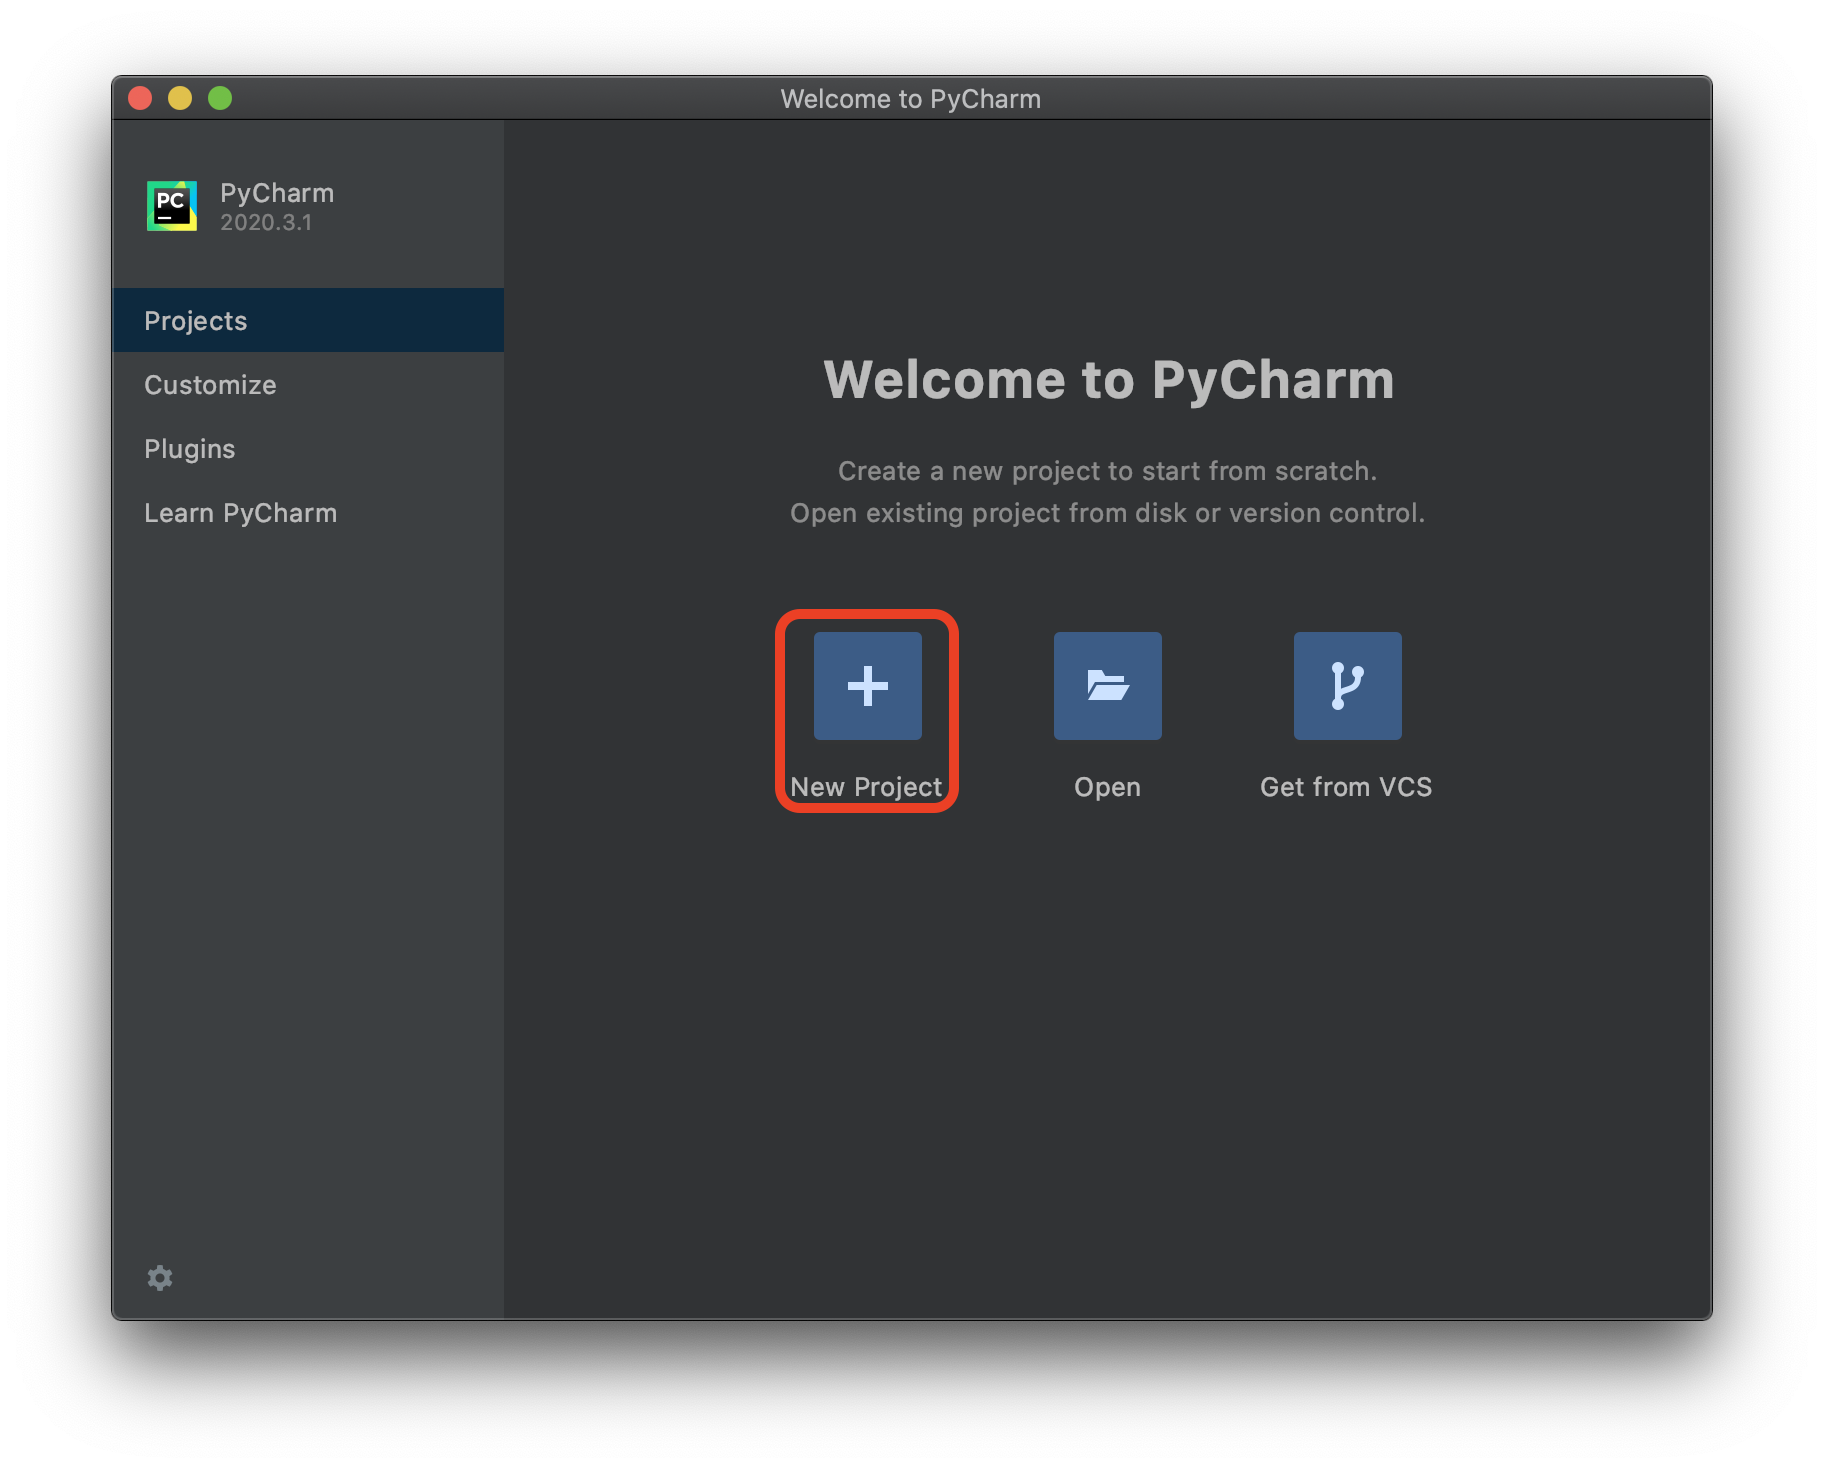 Welcome to PyCharm
PC
PyCharm
2020.3.1
Projects
Customize
Plugins
Learn PyCharm
Welcome to PyCharm
Create a new project to start from scratch.
Open existing project from disk or version control.
New Project
Open
Get from VCS